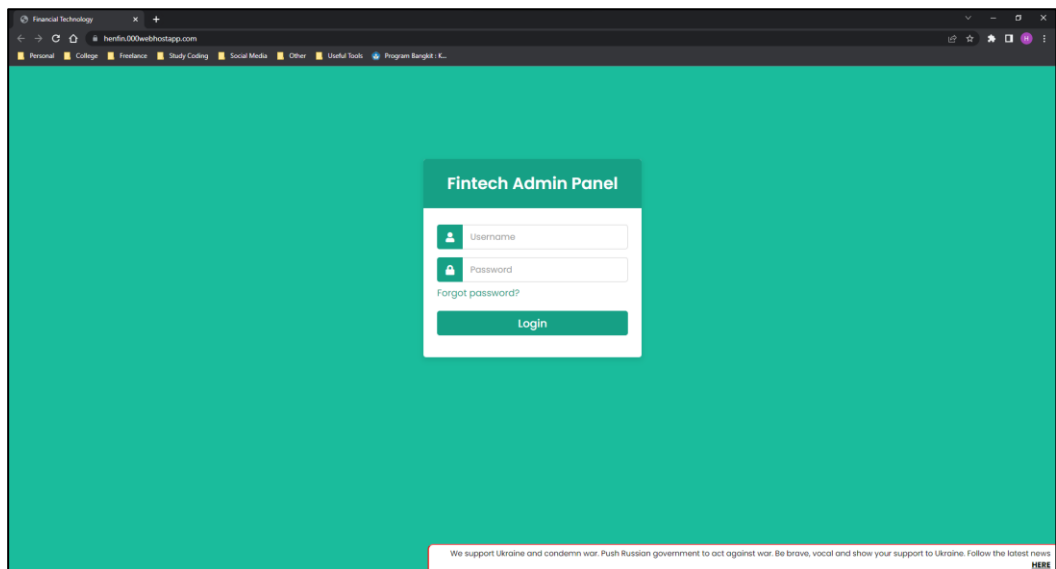 Financial Technology
henfin.000webhostapp.com
H
Personal College Freelance Study Coding Social Media Other Useful Tools Program Bangkit : K...
Fintech Admin Panel
Username
Password
Forgot password?
Login
We support Ukraine and condemn war. Push Russian government to act against war. Be brave, vocal and show your support to Ukraine. Follow the latest news
HERE